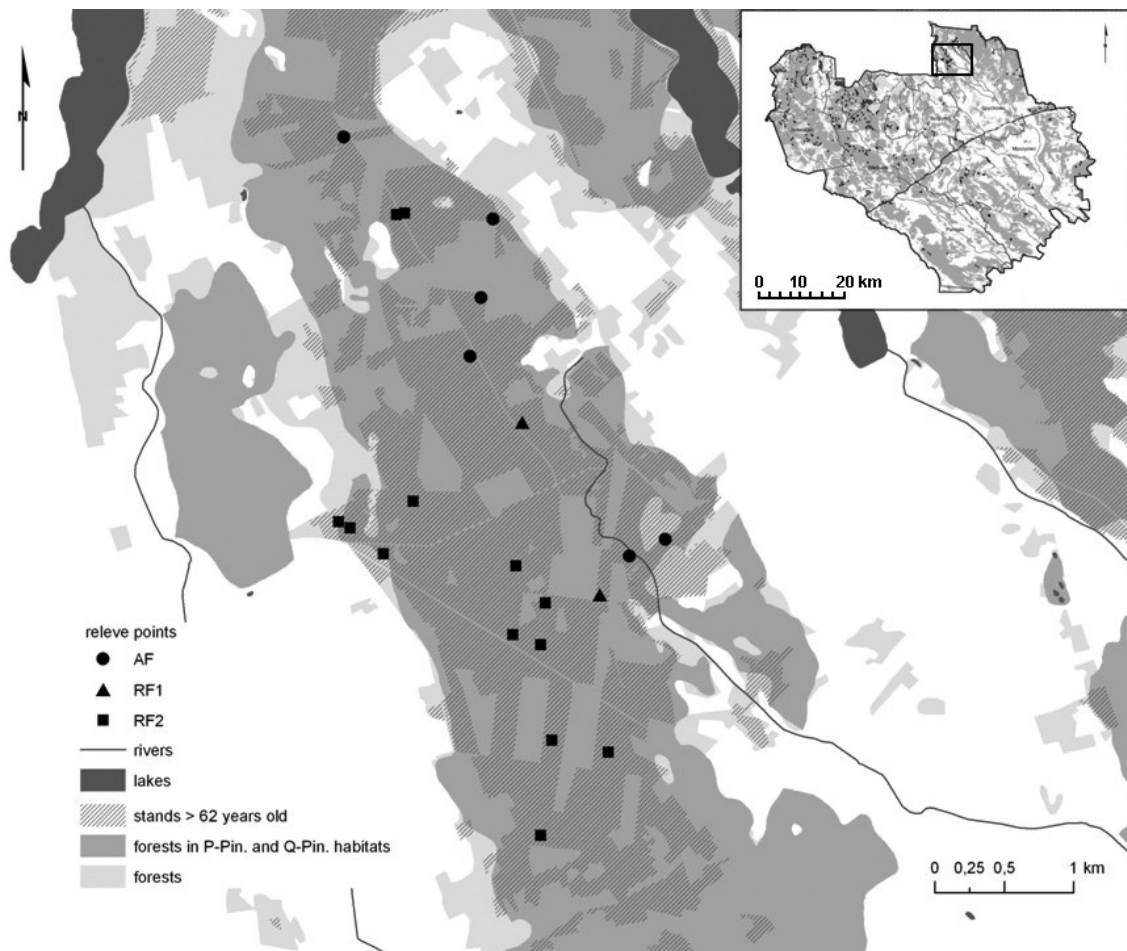 N
0 10 20 km
releve points
AF
RF1
RF2
rivers
lakes
stands > 62 years old
forests in P-Pin. and Q-Pin. habitats
forests
0 0,25 0,5 1 km